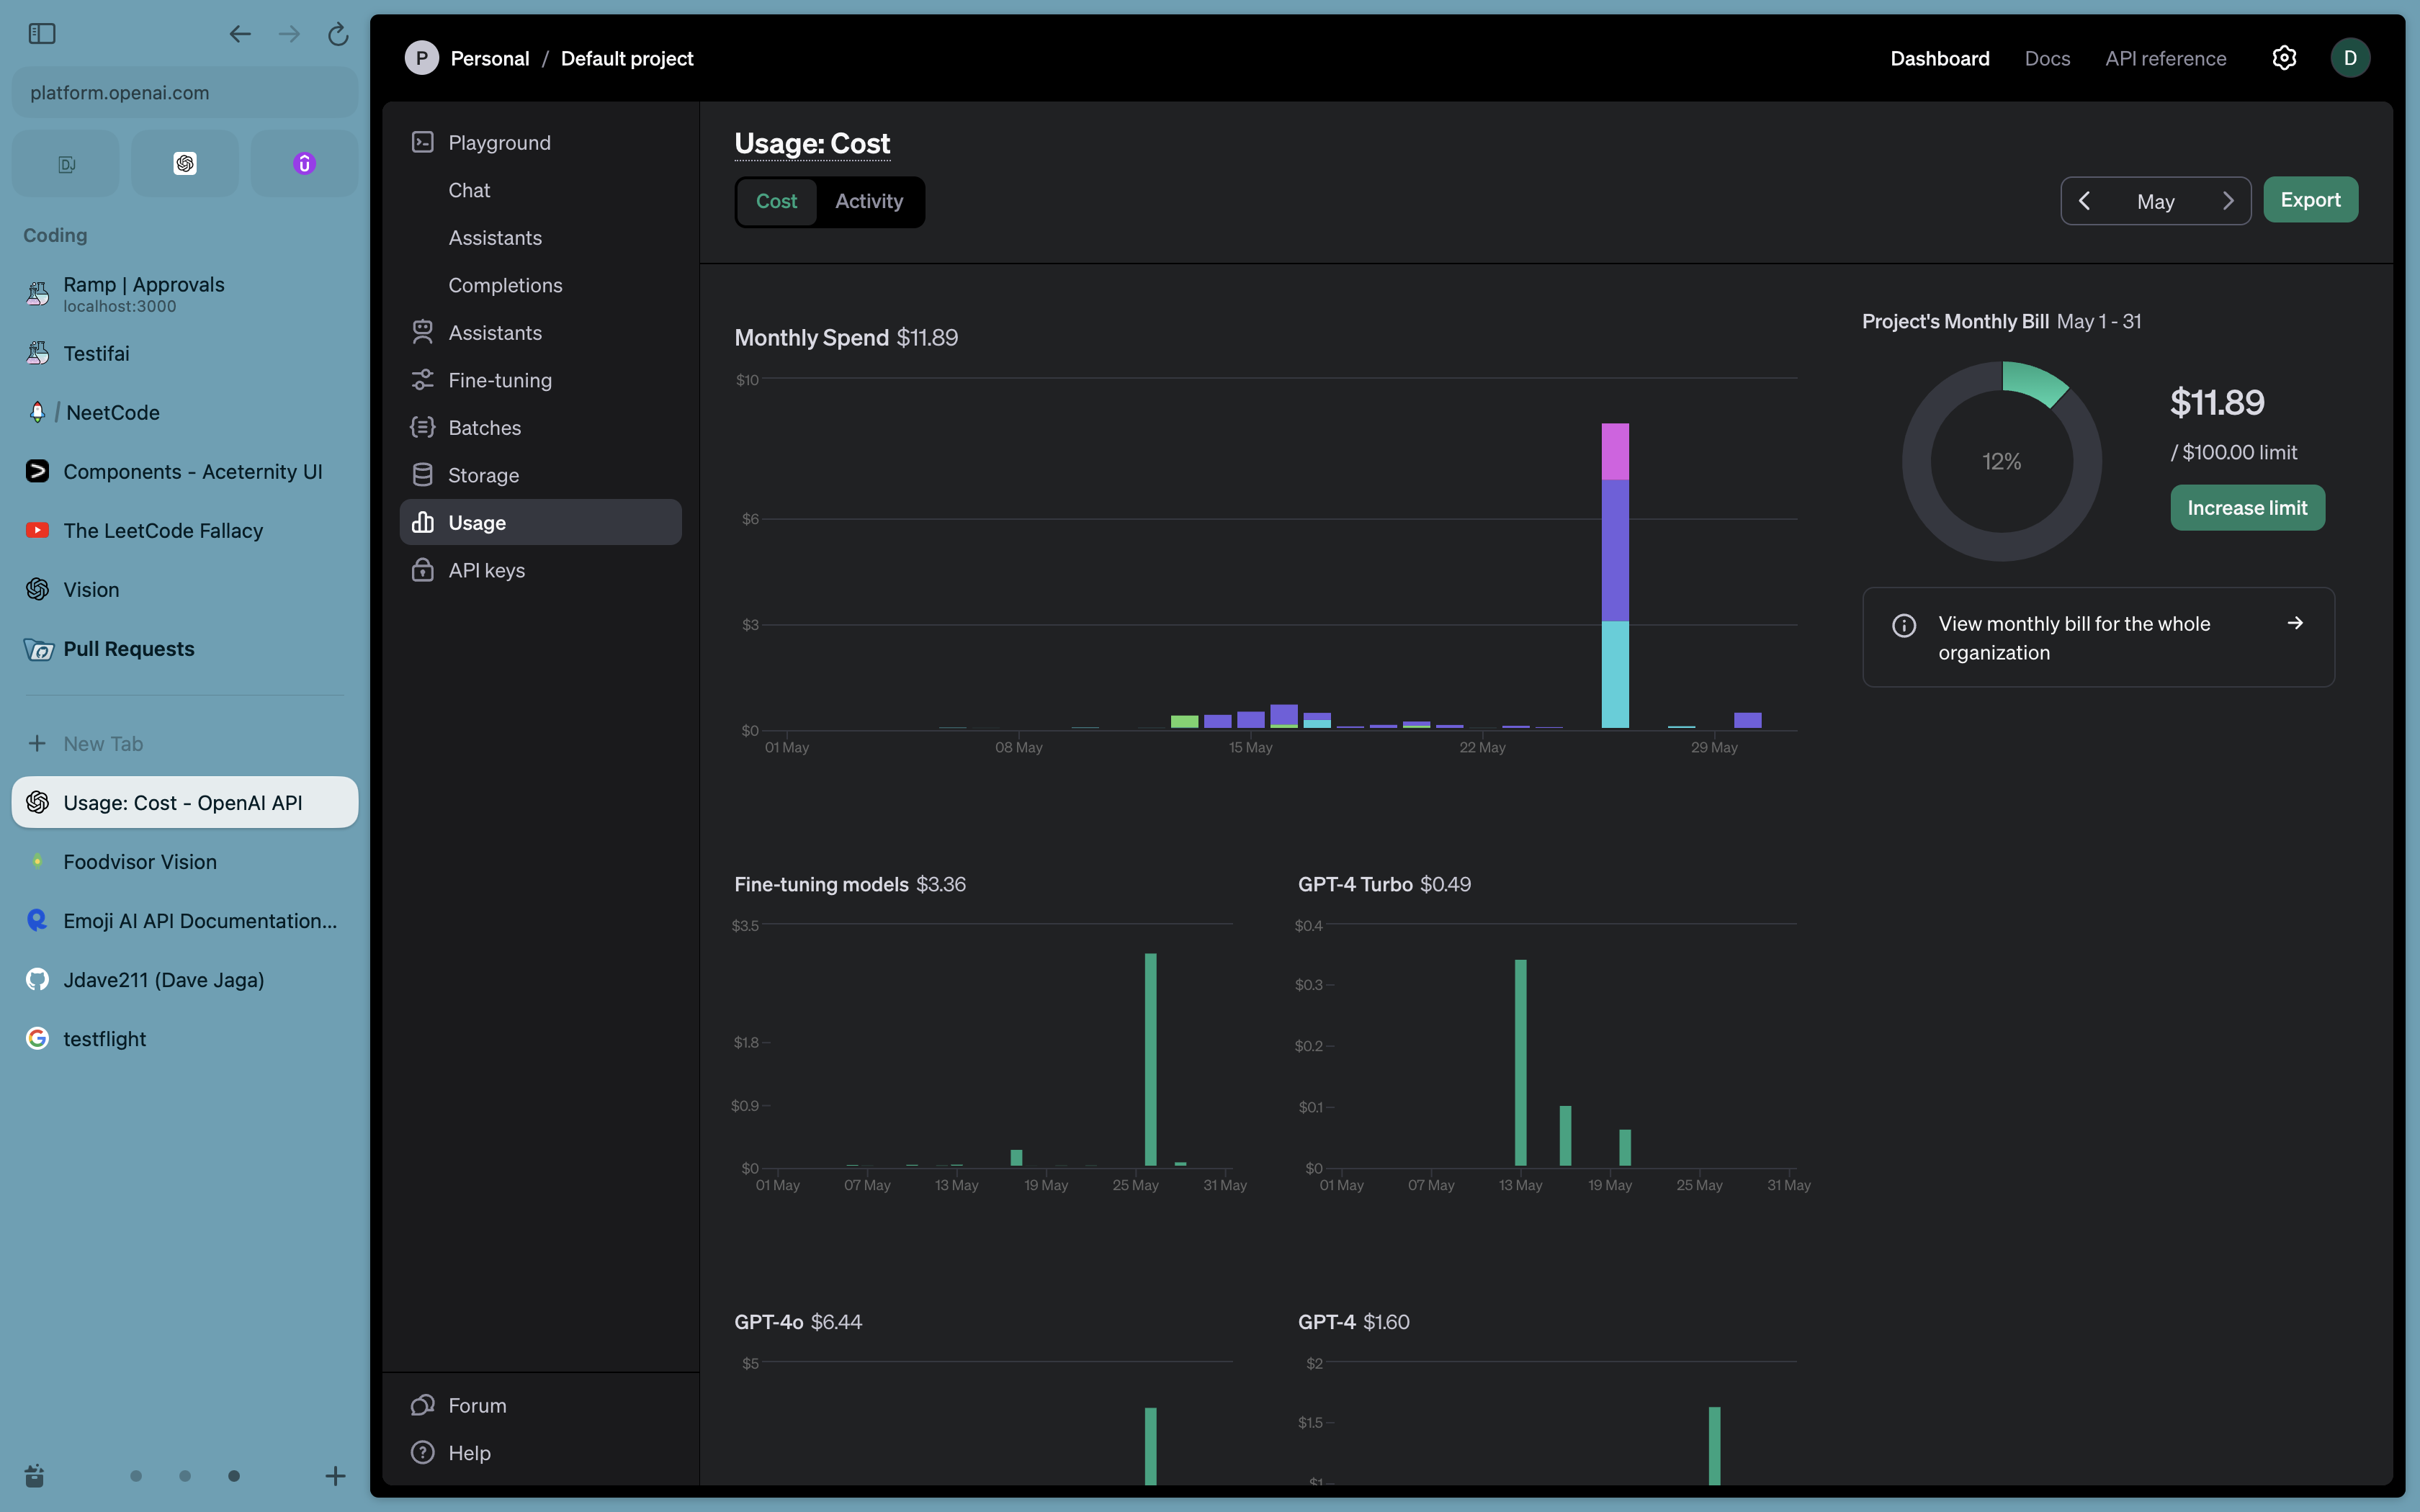 platform.openai.com
DJ
Coding
Ramp | Approvals
localhost:3000
Testifai
/ NeetCode
Components - Aceternity UI
The LeetCode Fallacy
Vision
Pull Requests
New Tab
Usage: Cost - OpenAI API
Foodvisor Vision
Emoji AI API Documentation...
Jdave211 (Dave Jaga)
testflight
P Personal / Default project
Dashboard Docs API reference D
Playground
Chat
Assistants
Completions
Assistants
Fine-tuning
Batches
Storage
Usage
API keys
Forum
Help
Usage: Cost
Cost Activity
May
Export
Monthly Spend $11.89
$10
$6
$3
$0
01 May 08 May 15 May 22 May 29 May
Project's Monthly Bill May 1 - 31
12%
$11.89
/ $100.00 limit
Increase limit
View monthly bill for the whole
organization
Fine-tuning models $3.36
$3.5
$1.8
$0.9
$0
01 May 07 May 13 May 19 May 25 May 31 May
GPT-4 Turbo $0.49
$0.4
$0.3
$0.2
$0.1
$0
01 May 07 May 13 May 19 May 25 May 31 May
GPT-4o $6.44
$5
GPT-4 $1.60
$2
$1.5
$1